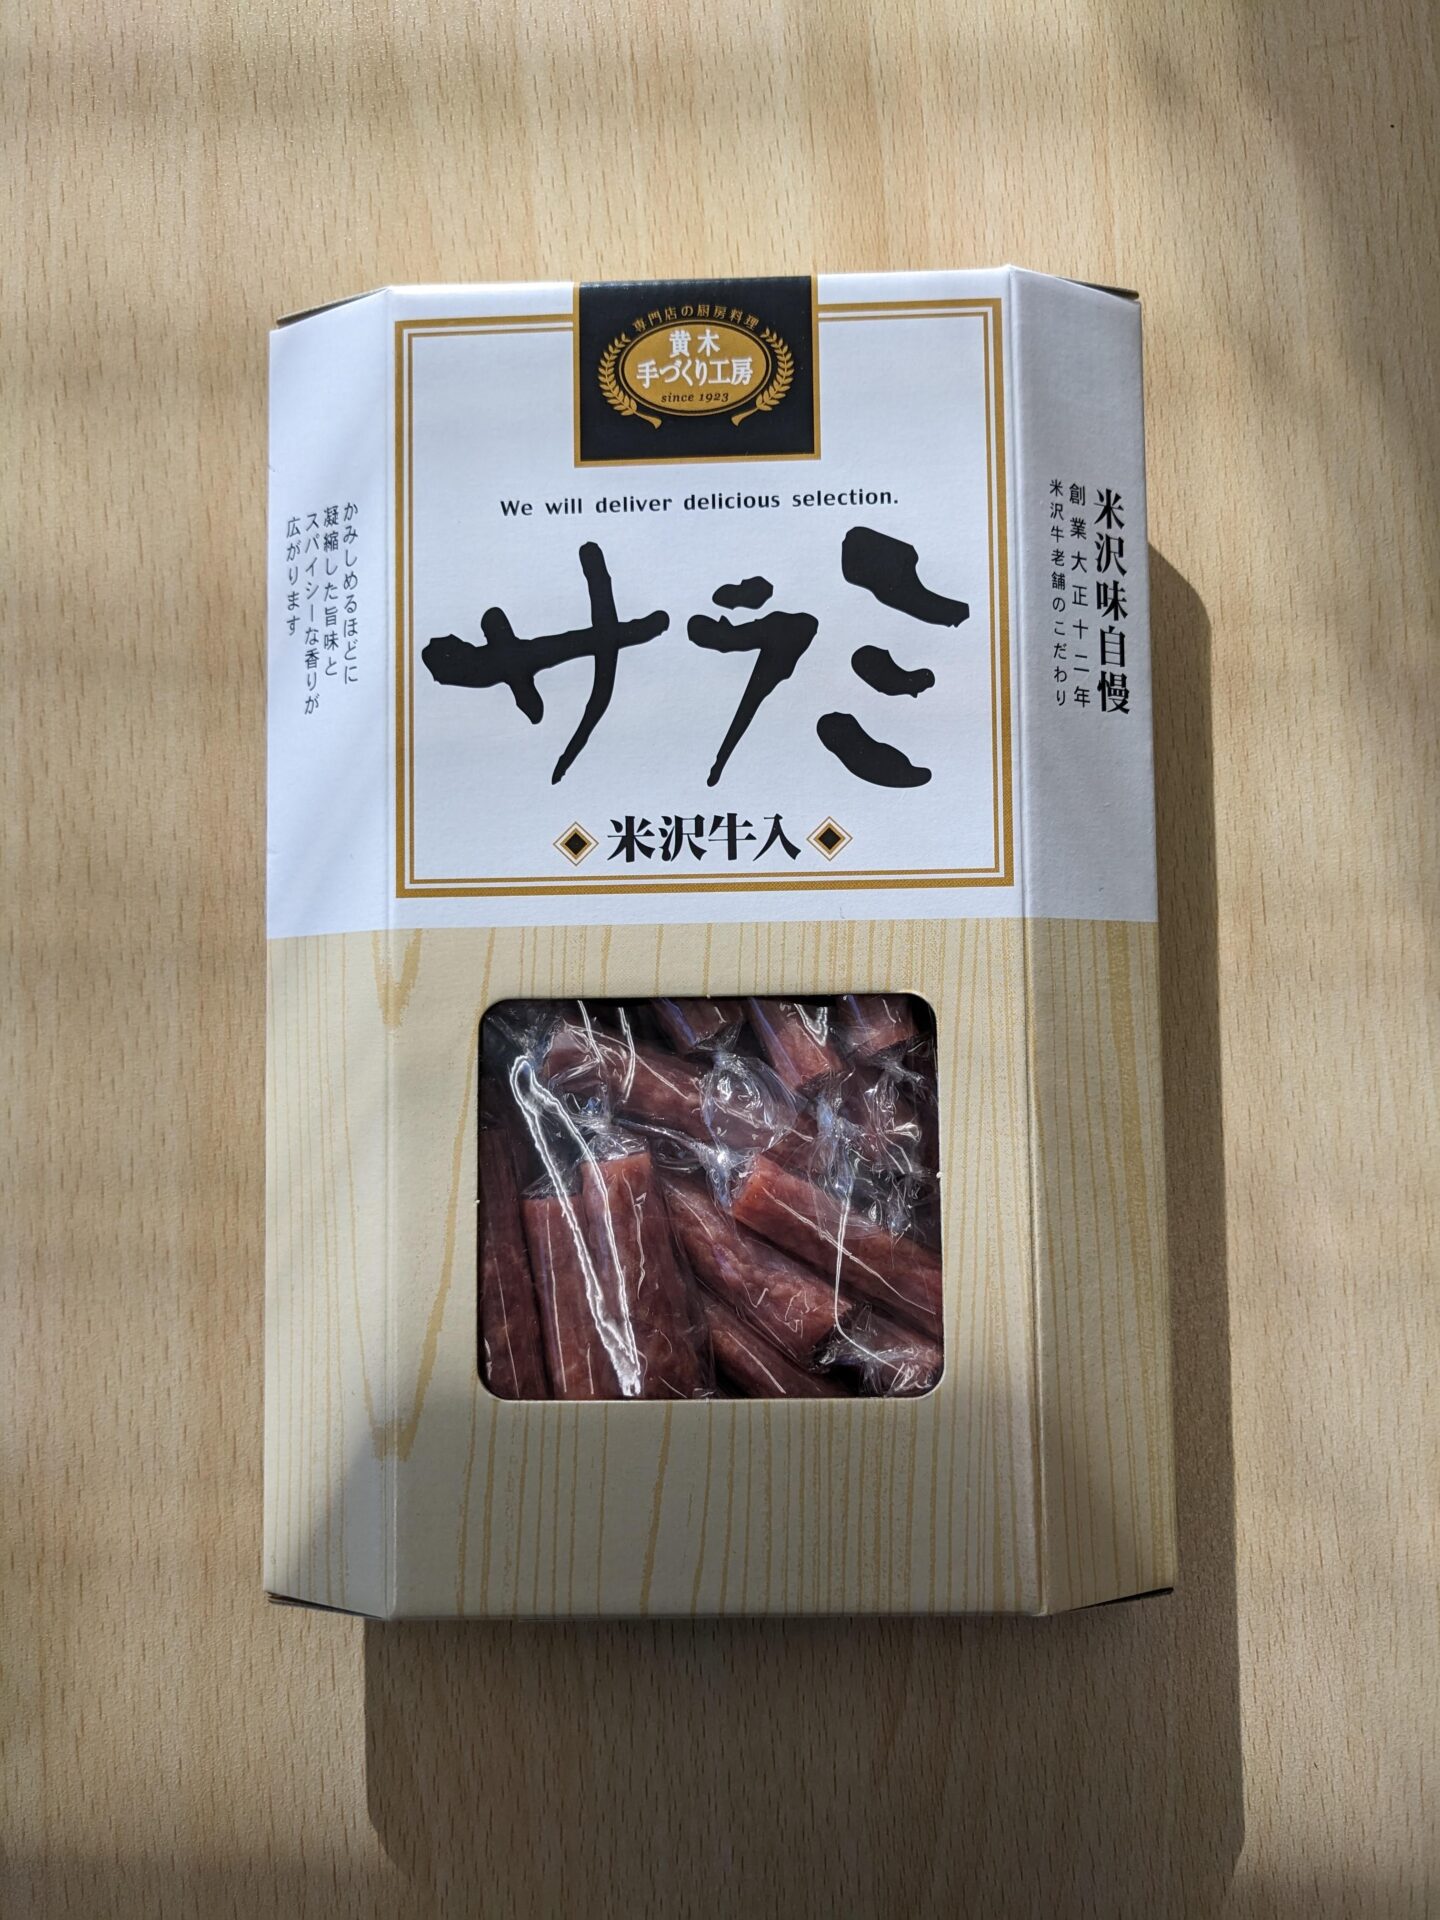 専門店の厨房料理
黄木
手づくり工房
since 1923
We will deliver delicious selection.
サラミ
米沢牛入
米沢味自慢
創業大正十二年
米沢牛老舗のこだわり
かみしめるほどに
凝縮した旨味と
スパイシーな香りが
広がります